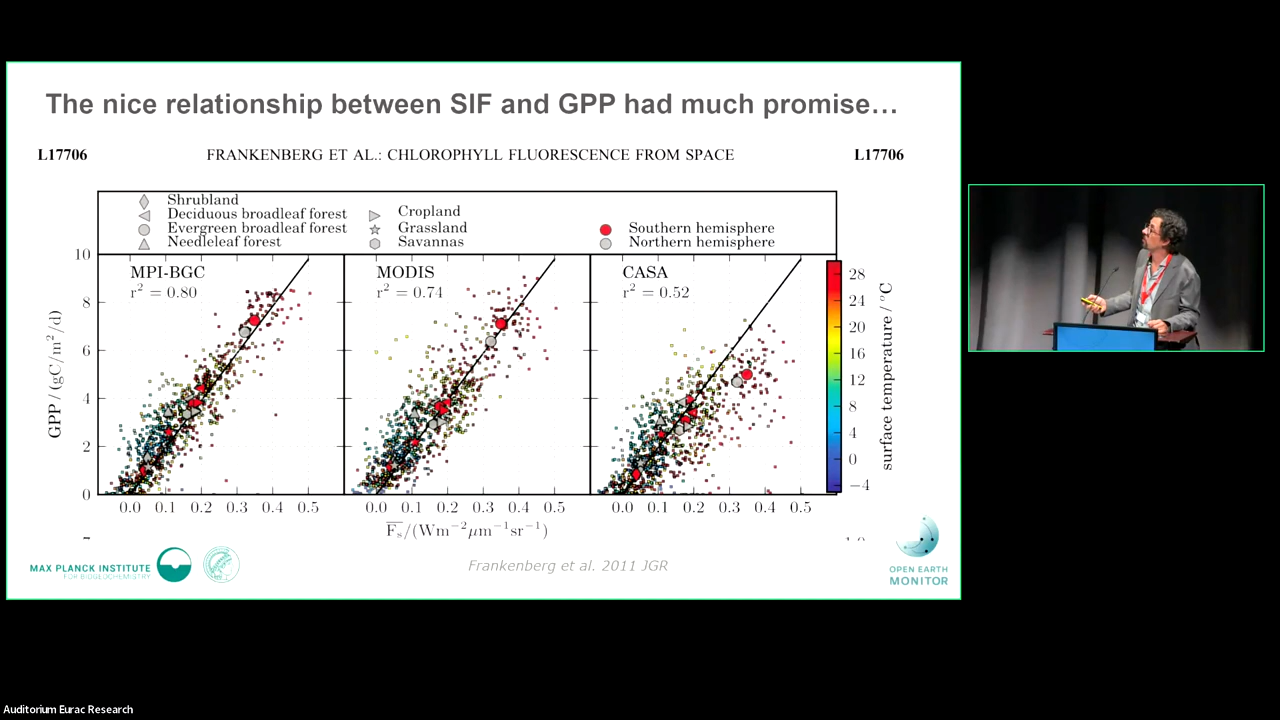 The nice relationship between SIF and GPP had much promise…
L17706 FRANKENBERG ET AL.: CHLOROPHYLL FLUORESCENCE FROM SPACE L17706
Shrubland
Deciduous broadleaf forest
Evergreen broadleaf forest
Needleleaf forest
Cropland
Grassland
Savannas
Southern hemisphere
Northern hemisphere
MPI-BGC
r² = 0.80
MODIS
r² = 0.74
CASA
r² = 0.52
10
8
6
4
2
0
GPP / (gC/m²/d)
0.0 0.1 0.2 0.3 0.4 0.5
0.0 0.1 0.2 0.3 0.4 0.5
0.0 0.1 0.2 0.3 0.4 0.5
F̅ₛ/(Wm⁻²μm⁻¹sr⁻¹)
28
24
20
16
12
8
4
0
−4
surface temperature / °C
MAX PLANCK INSTITUTE
FOR BIOGEOCHEMISTRY
Frankenberg et al. 2011 JGR
OPEN EARTH
MONITOR
Auditorium Eurac Research